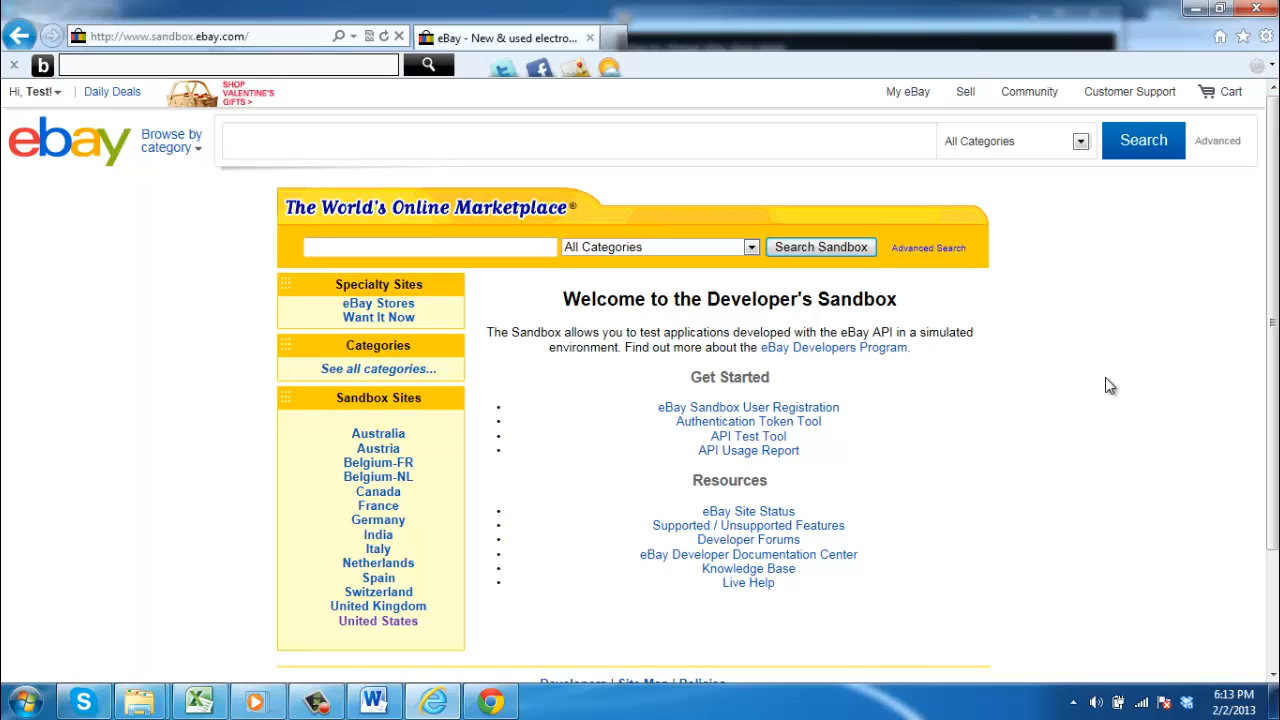 http://www.sandbox.ebay.com/
eBay - New & used electro...
b
Hi, Test!
Daily Deals
SHOP
VALENTINE'S
GIFTS >
My eBay
Sell
Community
Customer Support
Cart
ebay
Browse by
category
All Categories
Search
Advanced
The World's Online Marketplace®
All Categories
Search Sandbox
Advanced Search
Specialty Sites
eBay Stores
Want It Now
Categories
See all categories...
Sandbox Sites
Australia
Austria
Belgium-FR
Belgium-NL
Canada
France
Germany
India
Italy
Netherlands
Spain
Switzerland
United Kingdom
United States
Welcome to the Developer's Sandbox
The Sandbox allows you to test applications developed with the eBay API in a simulated
environment. Find out more about the eBay Developers Program.
Get Started
eBay Sandbox User Registration
Authentication Token Tool
API Test Tool
API Usage Report
Resources
eBay Site Status
Supported / Unsupported Features
Developer Forums
eBay Developer Documentation Center
Knowledge Base
Live Help
Developers | Site Map | Policies
6:13 PM
2/2/2013